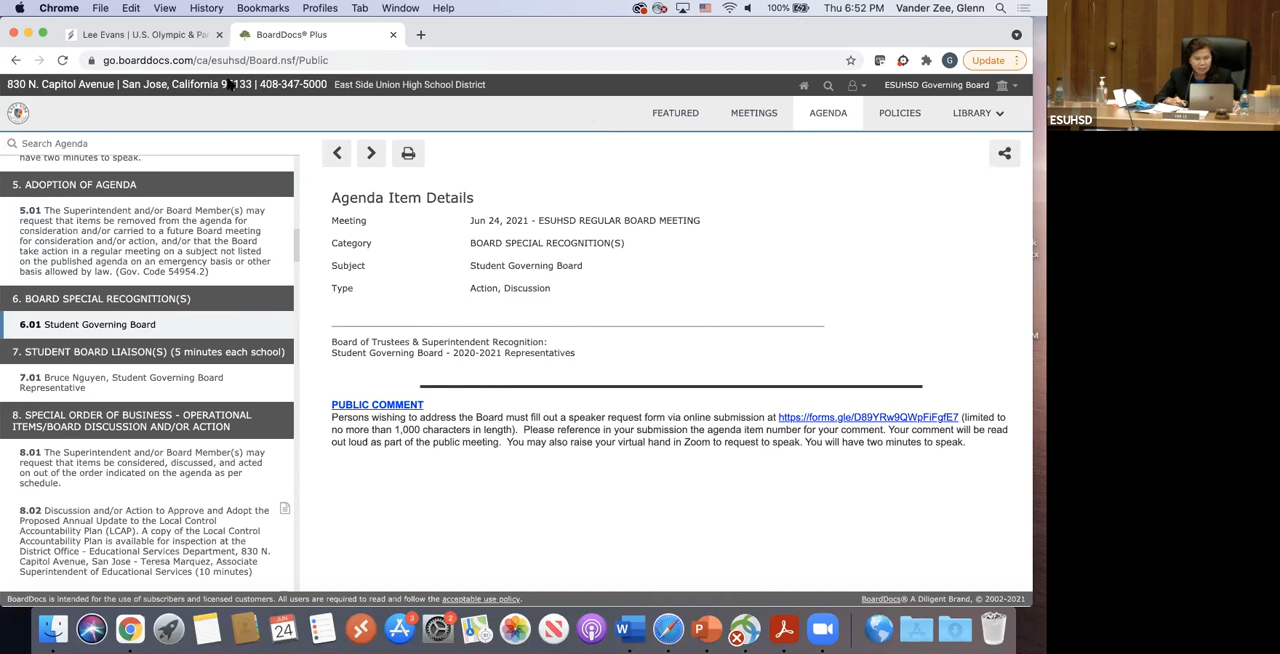 Chrome File Edit View History Bookmarks Profiles Tab Window Help 100% Thu 6:52 PM Vander Zee, Glenn
Lee Evans | U.S. Olympic & Pa BoardDocs® Plus
go.boarddocs.com/ca/esuhsd/Board.nsf/Public G Update
830 N. Capitol Avenue | San Jose, California 133 | 408-347-5000 East Side Union High School District ESUHSD Governing Board
FEATURED MEETINGS AGENDA POLICIES LIBRARY
Search Agenda
have two minutes to speak.
5. ADOPTION OF AGENDA
5.01 The Superintendent and/or Board Member(s) may
request that items be removed from the agenda for
consideration and/or carried to a future Board meeting
for consideration and/or action, and/or that the Board
take action in a regular meeting on a subject not listed
on the published agenda on an emergency basis or other
basis allowed by law. (Gov. Code 54954.2)
6. BOARD SPECIAL RECOGNITION(S)
6.01 Student Governing Board
7. STUDENT BOARD LIAISON(S) (5 minutes each school)
7.01 Bruce Nguyen, Student Governing Board
Representative
8. SPECIAL ORDER OF BUSINESS - OPERATIONAL
ITEMS/BOARD DISCUSSION AND/OR ACTION
8.01 The Superintendent and/or Board Member(s) may
request that items be considered, discussed, and acted
on out of the order indicated on the agenda as per
schedule.
8.02 Discussion and/or Action to Approve and Adopt the
Proposed Annual Update to the Local Control
Accountability Plan (LCAP). A copy of the Local Control
Accountability Plan is available for inspection at the
District Office - Educational Services Department, 830 N.
Capitol Avenue, San Jose - Teresa Marquez, Associate
Superintendent of Educational Services (10 minutes)
Agenda Item Details
Meeting Jun 24, 2021 - ESUHSD REGULAR BOARD MEETING
Category BOARD SPECIAL RECOGNITION(S)
Subject Student Governing Board
Type Action, Discussion
Board of Trustees & Superintendent Recognition:
Student Governing Board - 2020-2021 Representatives
PUBLIC COMMENT
Persons wishing to address the Board must fill out a speaker request form via online submission at https://forms.gle/D89YRw9QWpFiFgfE7 (limited to
no more than 1,000 characters in length). Please reference in your submission the agenda item number for your comment. Your comment will be read
out loud as part of the public meeting. You may also raise your virtual hand in Zoom to request to speak. You will have two minutes to speak.
BoardDocs is intended for the use of subscribers and licensed customers. All users are required to read and follow the acceptable use policy. BoardDocs® A Diligent Brand, © 2002-2021
JUN 24 3 2 W P
ESUHSD